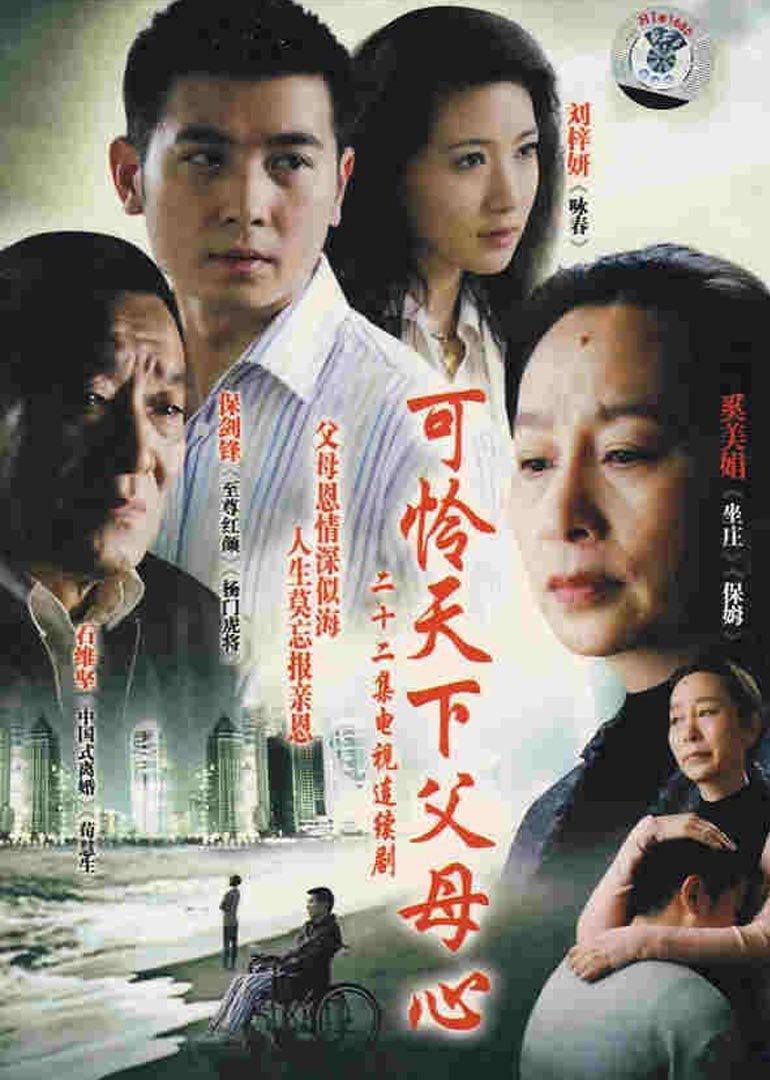 刘梓妍
《咏春》
奚美娟
《坐庄》《保姆》
保剑锋
《至尊红颜》《杨门虎将》
石维坚
《中国式离婚》《荀慧生》
父母恩情深似海
人生莫忘报亲恩
可怜天下父母心
二十二集电视连续剧